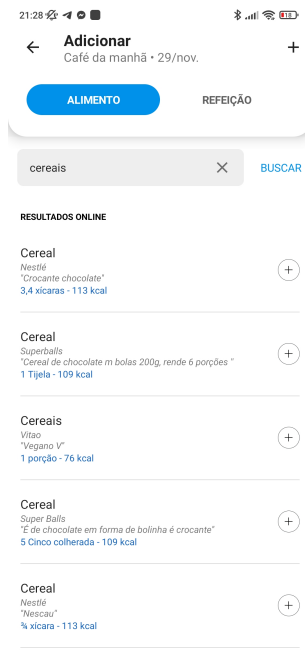 21:28
18
Adicionar
Café da manhã • 29/nov.
ALIMENTO
REFEIÇÃO
cereais
BUSCAR
RESULTADOS ONLINE
Cereal
Nestlé
"Crocante chocolate"
3,4 xícaras - 113 kcal
Cereal
Superballs
"Cereal de chocolate m bolas 200g, rende 6 porções "
1 Tijela - 109 kcal
Cereais
Vitao
"Vegano V"
1 porção - 76 kcal
Cereal
Super Balls
"É de chocolate em forma de bolinha é crocante"
5 Cinco colherada - 109 kcal
Cereal
Nestlé
"Nescau"
¾ xícara - 113 kcal